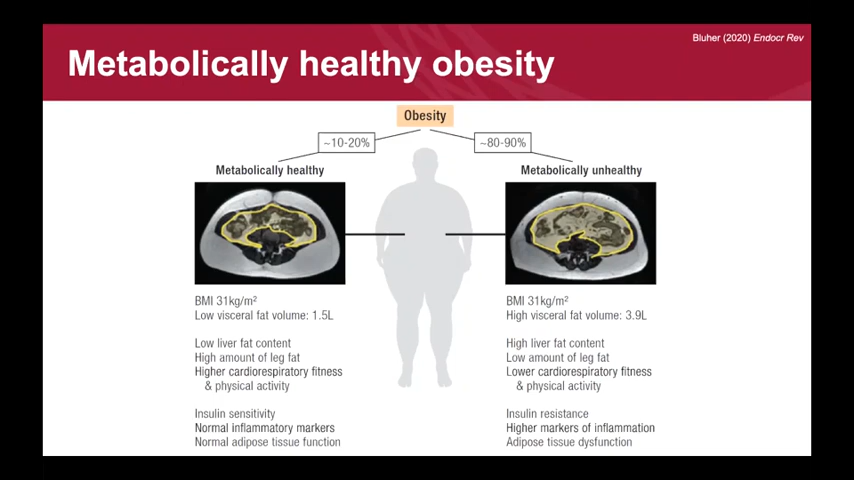 Bluher (2020) Endocr Rev
Metabolically healthy obesity
Obesity
~10-20%
~80-90%
Metabolically healthy
Metabolically unhealthy
BMI 31kg/m²
Low visceral fat volume: 1.5L
Low liver fat content
High amount of leg fat
Higher cardiorespiratory fitness
& physical activity
Insulin sensitivity
Normal inflammatory markers
Normal adipose tissue function
BMI 31kg/m²
High visceral fat volume: 3.9L
High liver fat content
Low amount of leg fat
Lower cardiorespiratory fitness
& physical activity
Insulin resistance
Higher markers of inflammation
Adipose tissue dysfunction